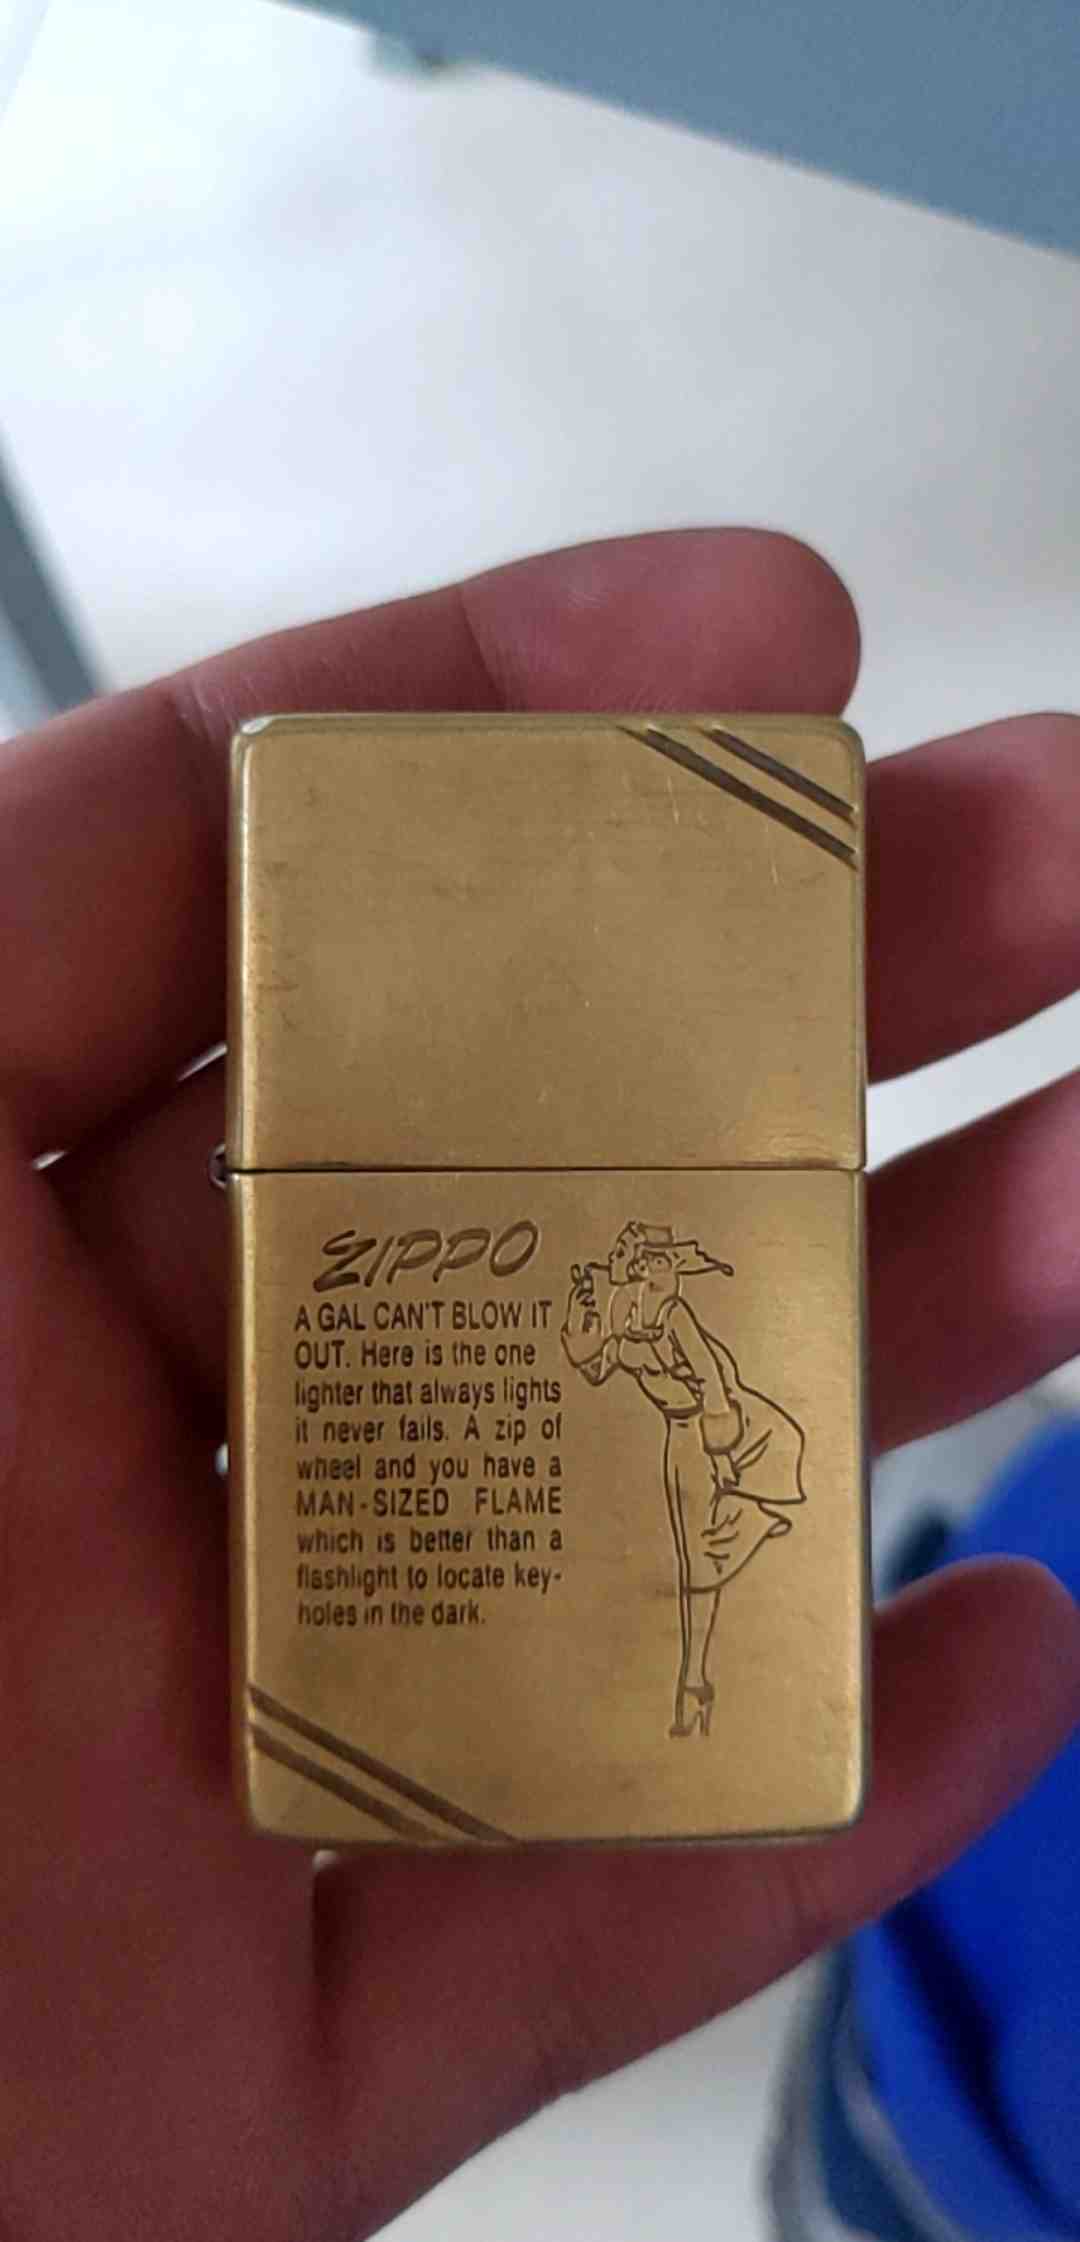 ZIPPO
A GAL CAN'T BLOW IT
OUT. Here is the one
lighter that always lights
it never fails. A zip of
wheel and you have a
MAN-SIZED FLAME
which is better than a
flashlight to locate key-
holes in the dark.